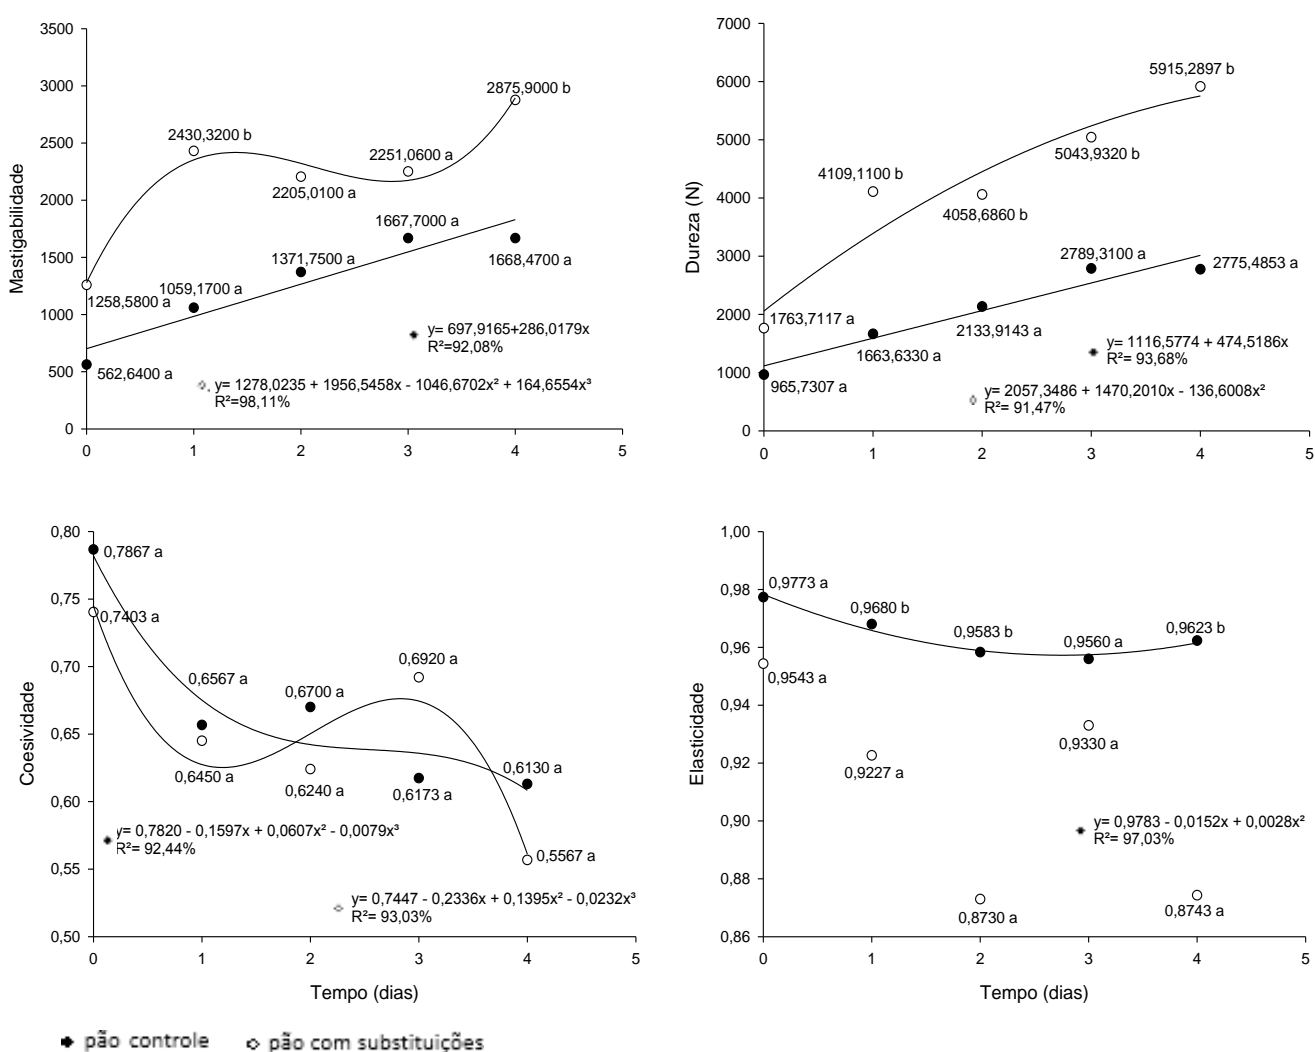 Mastigabilidade
3500
3000
2500
2000
1500
1000
500
0
0 1 2 3 4 5
2430,3200 b
2875,9000 b
2251,0600 a
2205,0100 a
1667,7000 a
1371,7500 a
1668,4700 a
1258,5800 a
1059,1700 a
562,6400 a
y= 697,9165+286,0179x
R²=92,08%
y= 1278,0235 + 1956,5458x - 1046,6702x² + 164,6554x³
R²=98,11%
Dureza (N)
7000
6000
5000
4000
3000
2000
1000
0
0 1 2 3 4 5
5915,2897 b
4109,1100 b
5043,9320 b
4058,6860 b
2789,3100 a
2775,4853 a
1763,7117 a
2133,9143 a
1663,6330 a
965,7307 a
y= 1116,5774 + 474,5186x
R²= 93,68%
y= 2057,3486 + 1470,2010x - 136,6008x²
R²= 91,47%
Coesividade
0,80
0,75
0,70
0,65
0,60
0,55
0,50
0 1 2 3 4 5
Tempo (dias)
0,7867 a
0,7403 a
0,6567 a
0,6700 a
0,6920 a
0,6450 a
0,6240 a
0,6173 a
0,6130 a
0,5567 a
y= 0,7820 - 0,1597x + 0,0607x² - 0,0079x³
R²= 92,44%
y= 0,7447 - 0,2336x + 0,1395x² - 0,0232x³
R²= 93,03%
Elasticidade
1,00
0,98
0,96
0,94
0,92
0,90
0,88
0,86
0 1 2 3 4 5
Tempo (dias)
0,9773 a
0,9680 b
0,9583 b
0,9560 a
0,9623 b
0,9543 a
0,9227 a
0,9330 a
0,8730 a
0,8743 a
y= 0,9783 - 0,0152x + 0,0028x²
R²= 97,03%
pão controle
pão com substituições